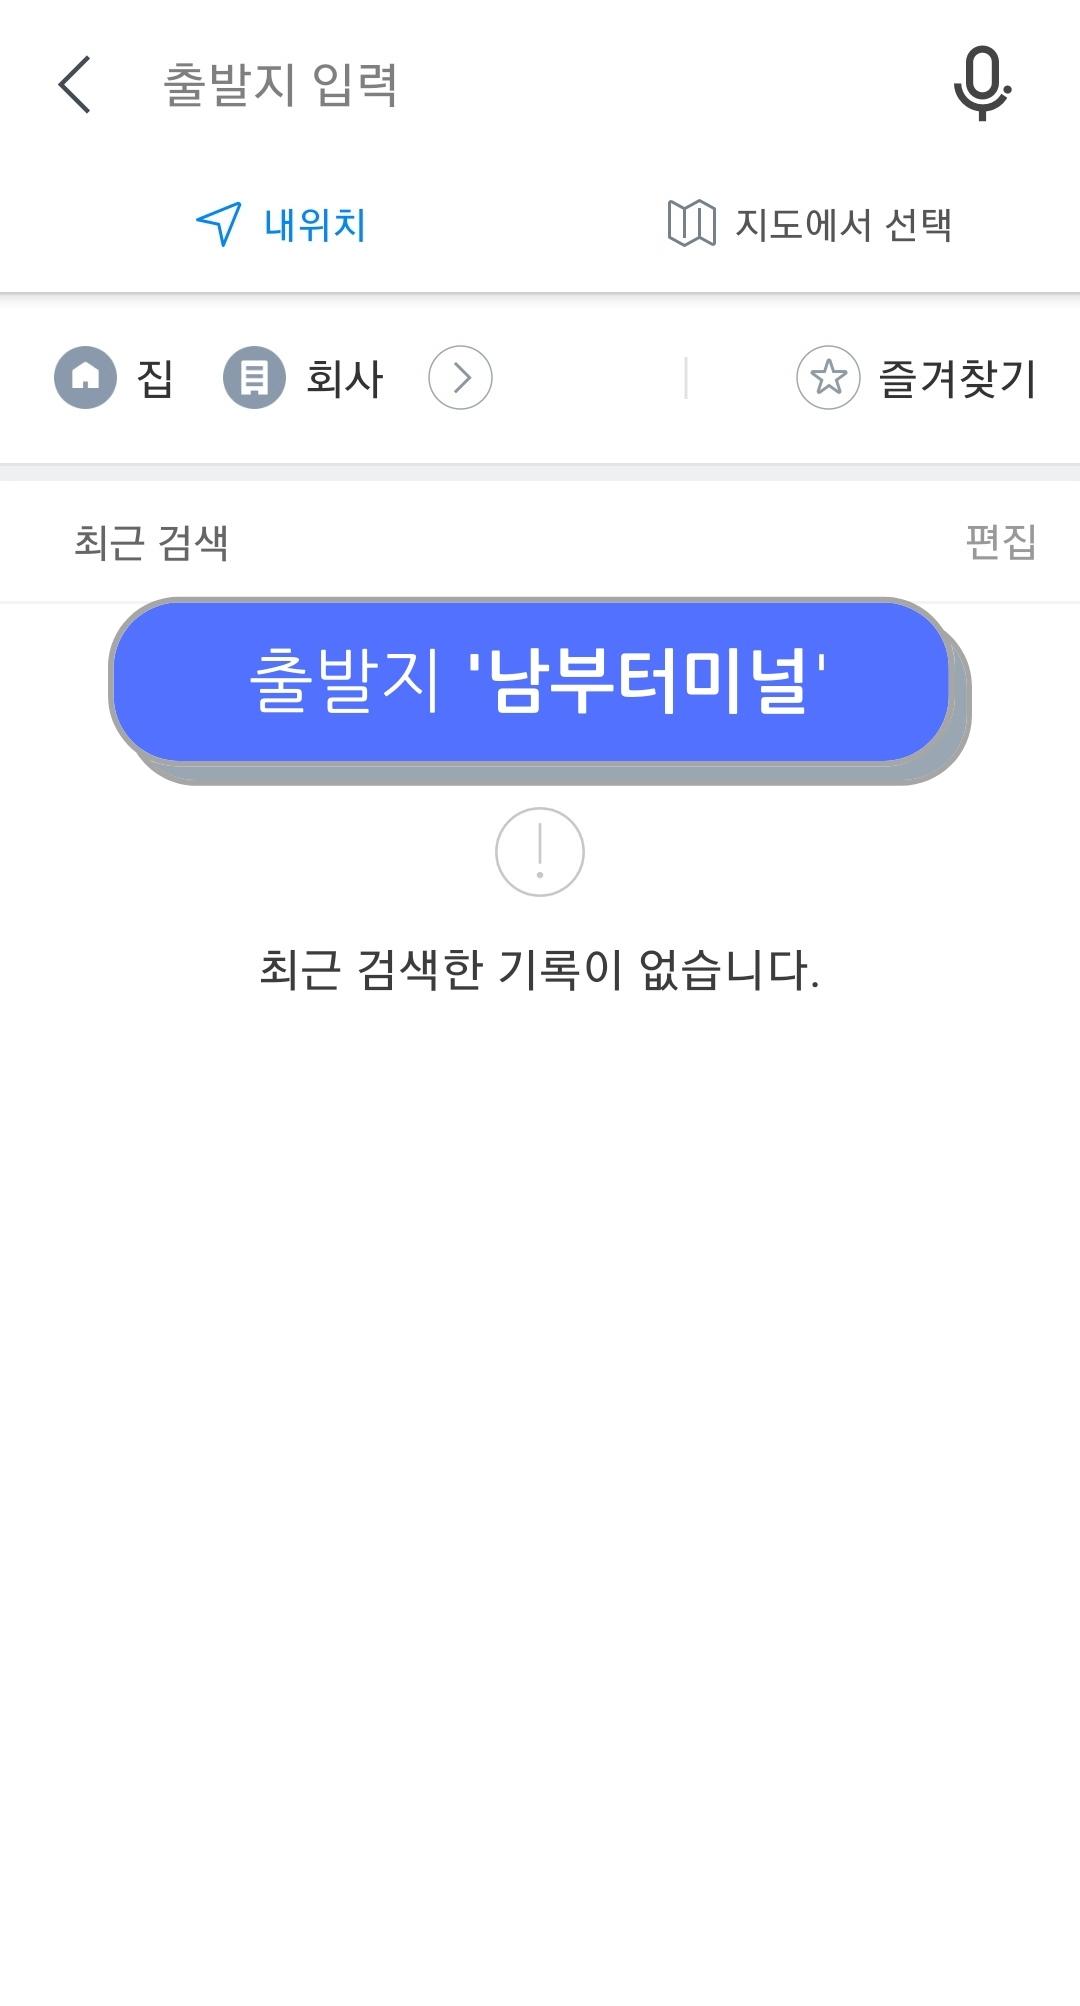 출발지 입력
내위치 지도에서 선택
집 회사 즐겨찾기
최근 검색 편집
출발지 '남부터미널'
최근 검색한 기록이 없습니다.